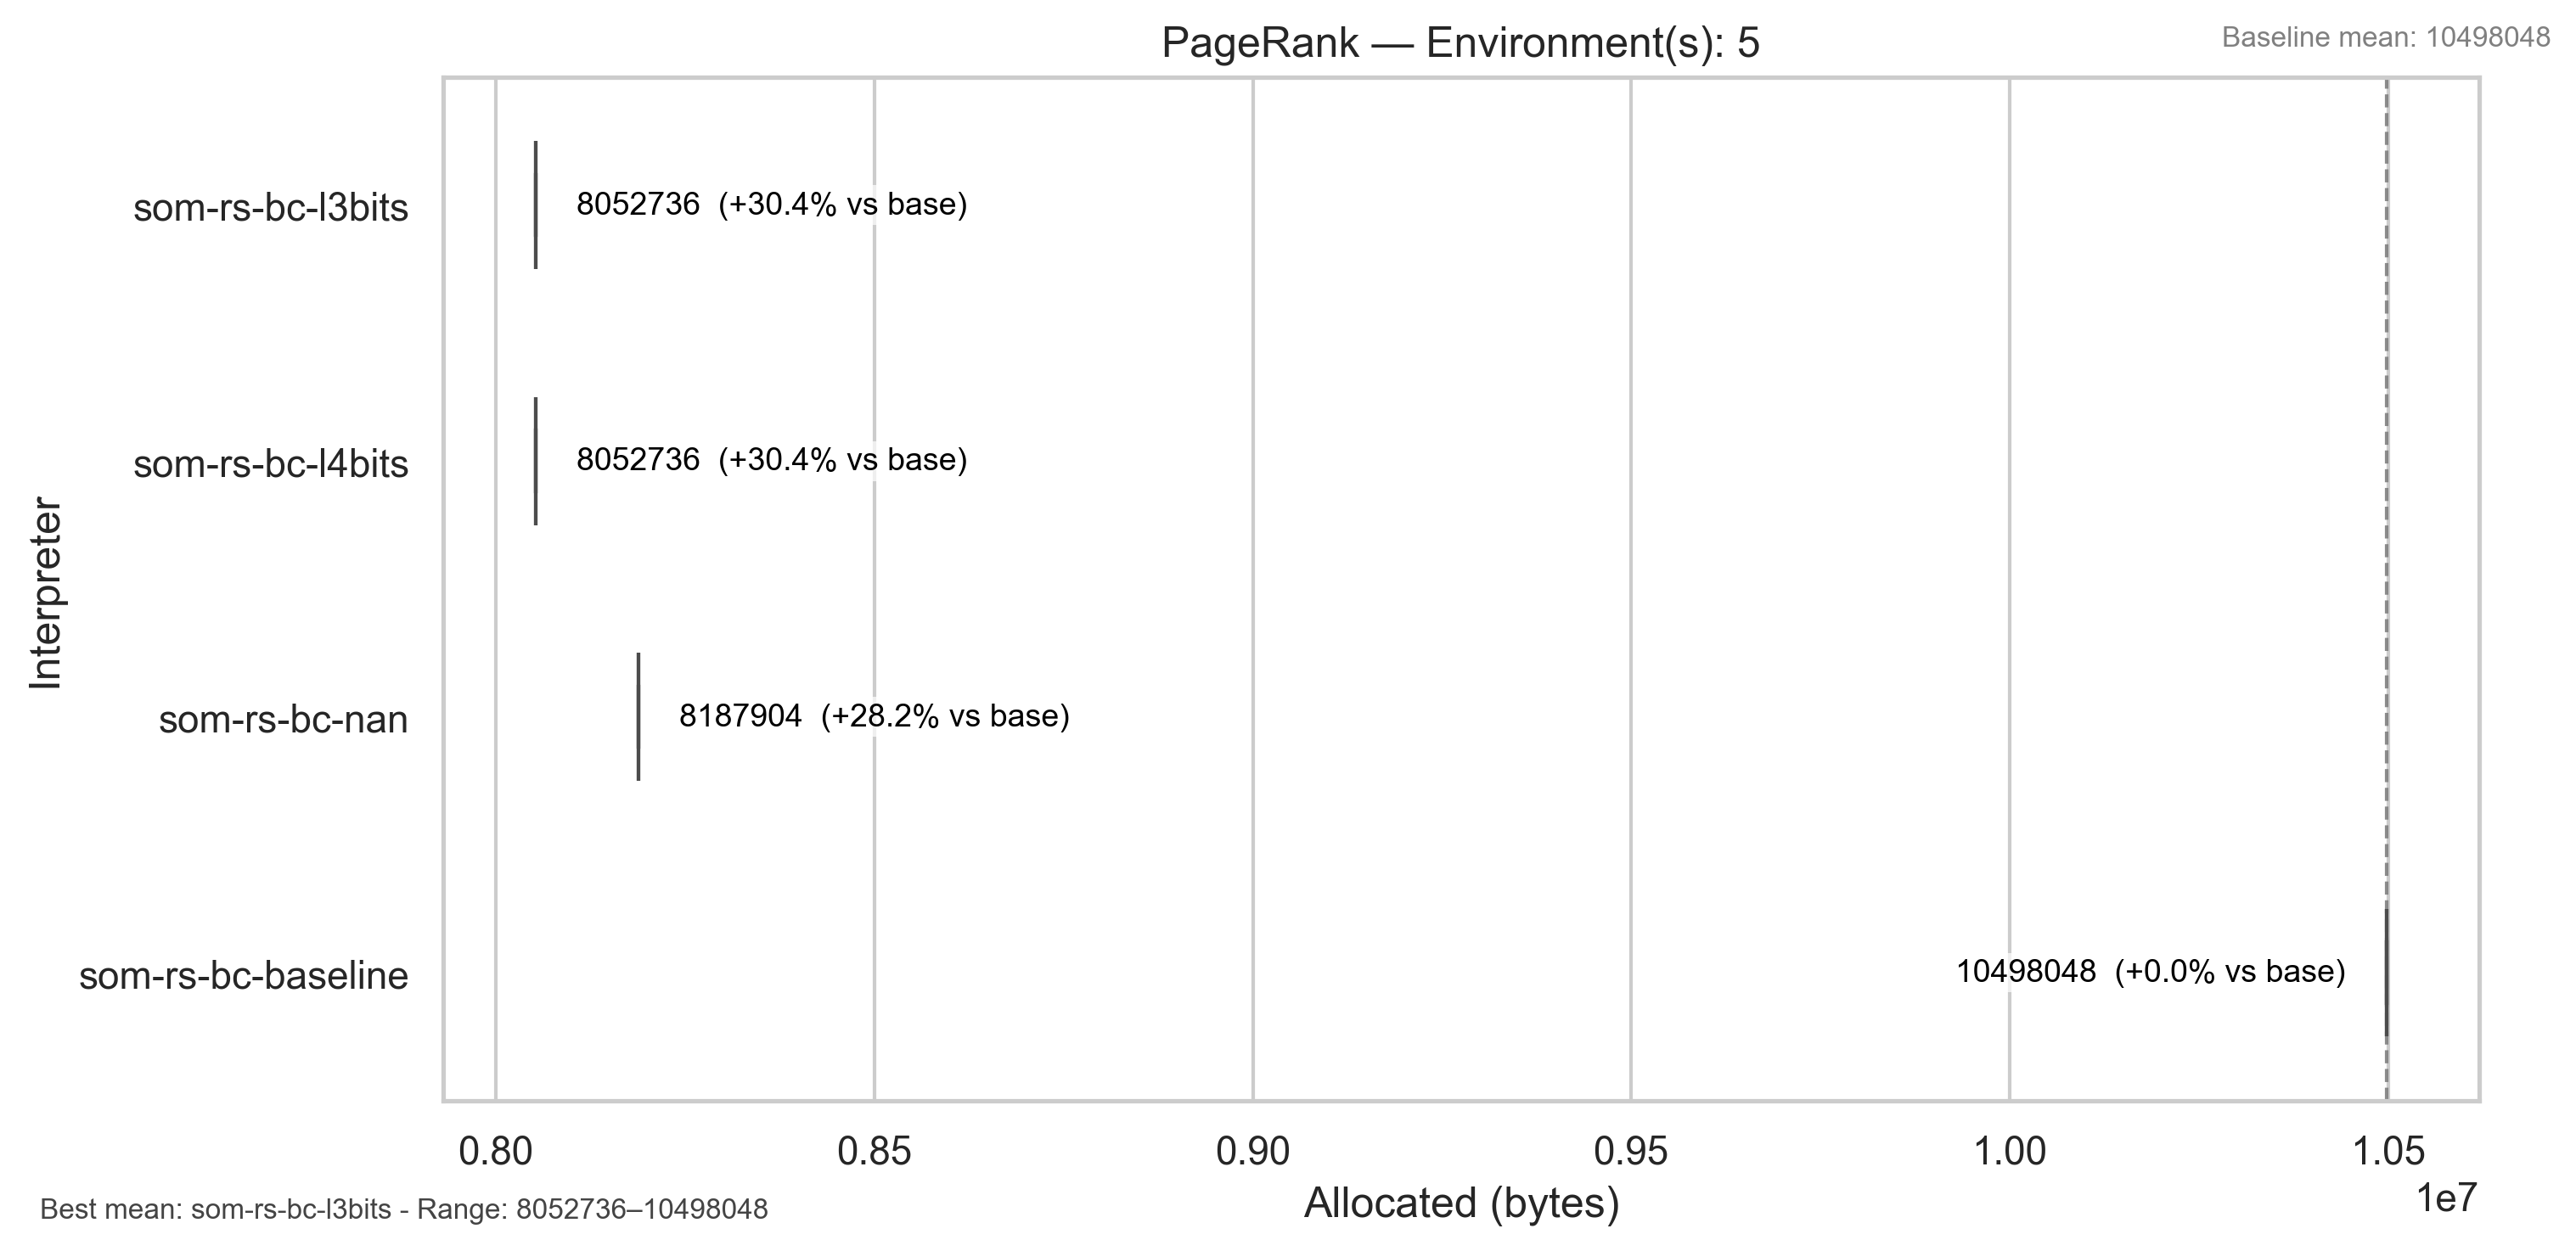 PageRank — Environment(s): 5
Baseline mean: 10498048
Interpreter
som-rs-bc-l3bits
8052736  (+30.4% vs base)
som-rs-bc-l4bits
8052736  (+30.4% vs base)
som-rs-bc-nan
8187904  (+28.2% vs base)
som-rs-bc-baseline
10498048  (+0.0% vs base)
0.80 0.85 0.90 0.95 1.00 1.05
1e7
Allocated (bytes)
Best mean: som-rs-bc-l3bits - Range: 8052736–10498048